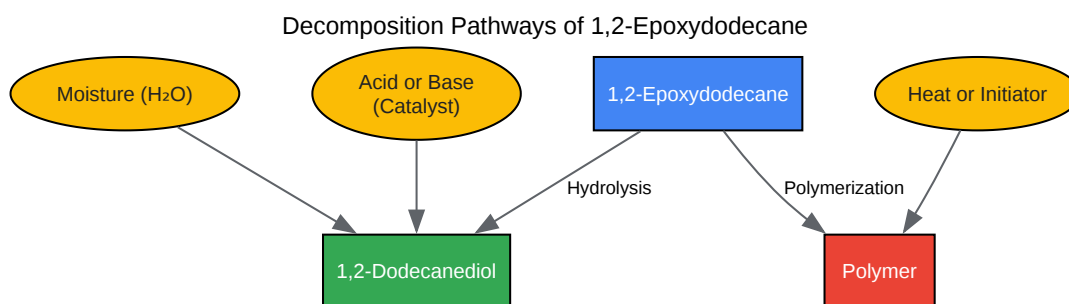 Decomposition Pathways of 1,2-Epoxydodecane
Moisture (H₂O)
Acid or Base
(Catalyst)
1,2-Epoxydodecane
Heat or Initiator
Hydrolysis
Polymerization
1,2-Dodecanediol
Polymer